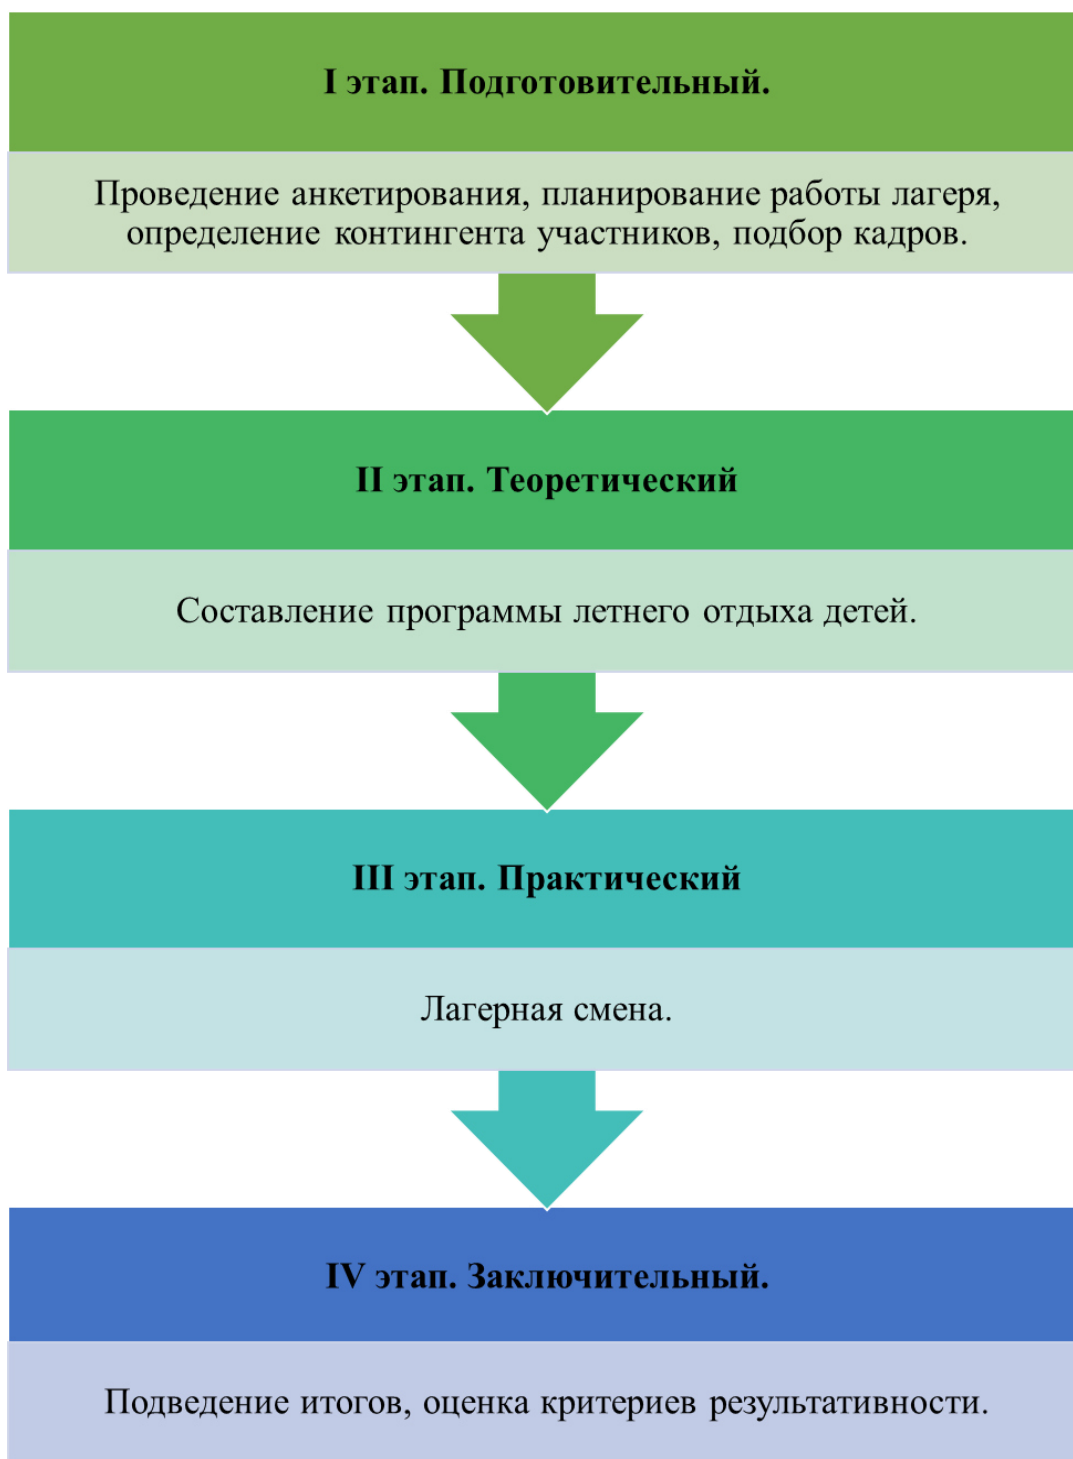 I этап. Подготовительный.
Проведение анкетирования, планирование работы лагеря,
определение контингента участников, подбор кадров.
II этап. Теоретический
Составление программы летнего отдыха детей.
III этап. Практический
Лагерная смена.
IV этап. Заключительный.
Подведение итогов, оценка критериев результативности.